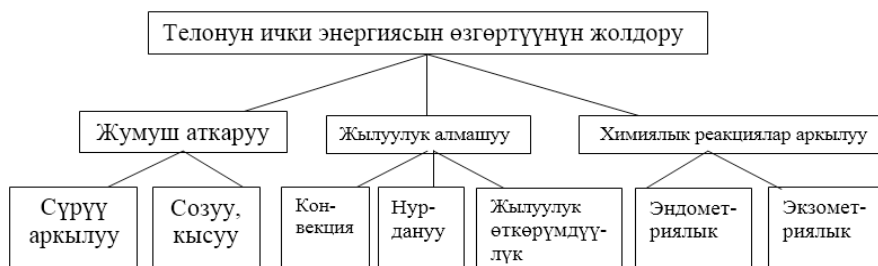 Телонун ички энергиясын өзгөртүүнүн жолдору
Жумуш аткаруу
Жылуулук алмашуу
Химиялык реакциялар аркылуу
Сүрүү
аркылуу
Созуу,
кысуу
Кон-
векция
Нур-
дануу
Жылуулук
өткөрүмдүү-
лүк
Эндомет-
риялык
Экзомет-
риялык